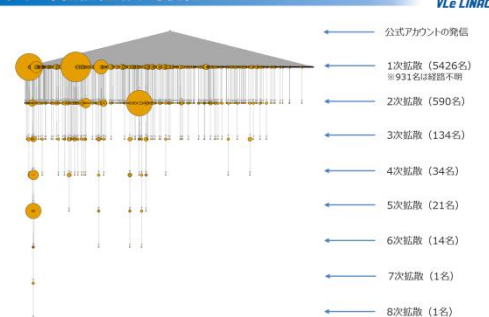 VLe LINAC
公式アカウントの発信
1次拡散（5426名）
※931名は経路不明
2次拡散（590名）
3次拡散（134名）
4次拡散（34名）
5次拡散（21名）
6次拡散（14名）
7次拡散（1名）
8次拡散（1名）